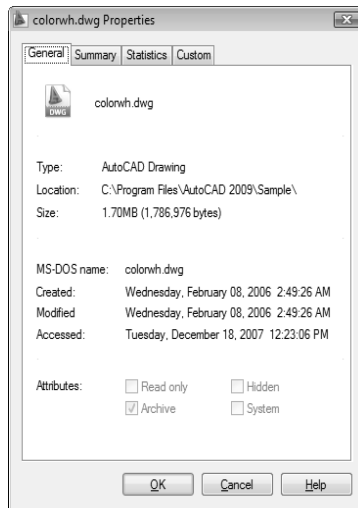 colorwh.dwg Properties
General Summary Statistics Custom
DWG
colorwh.dwg
Type: AutoCAD Drawing
Location: C:\Program Files\AutoCAD 2009\Sample\
Size: 1.70MB (1,786,976 bytes)
MS-DOS name: colorwh.dwg
Created: Wednesday, February 08, 2006 2:49:26 AM
Modified Wednesday, February 08, 2006 2:49:26 AM
Accessed: Tuesday, December 18, 2007 12:23:06 PM
Attributes: Read only Hidden
Archive System
OK Cancel Help